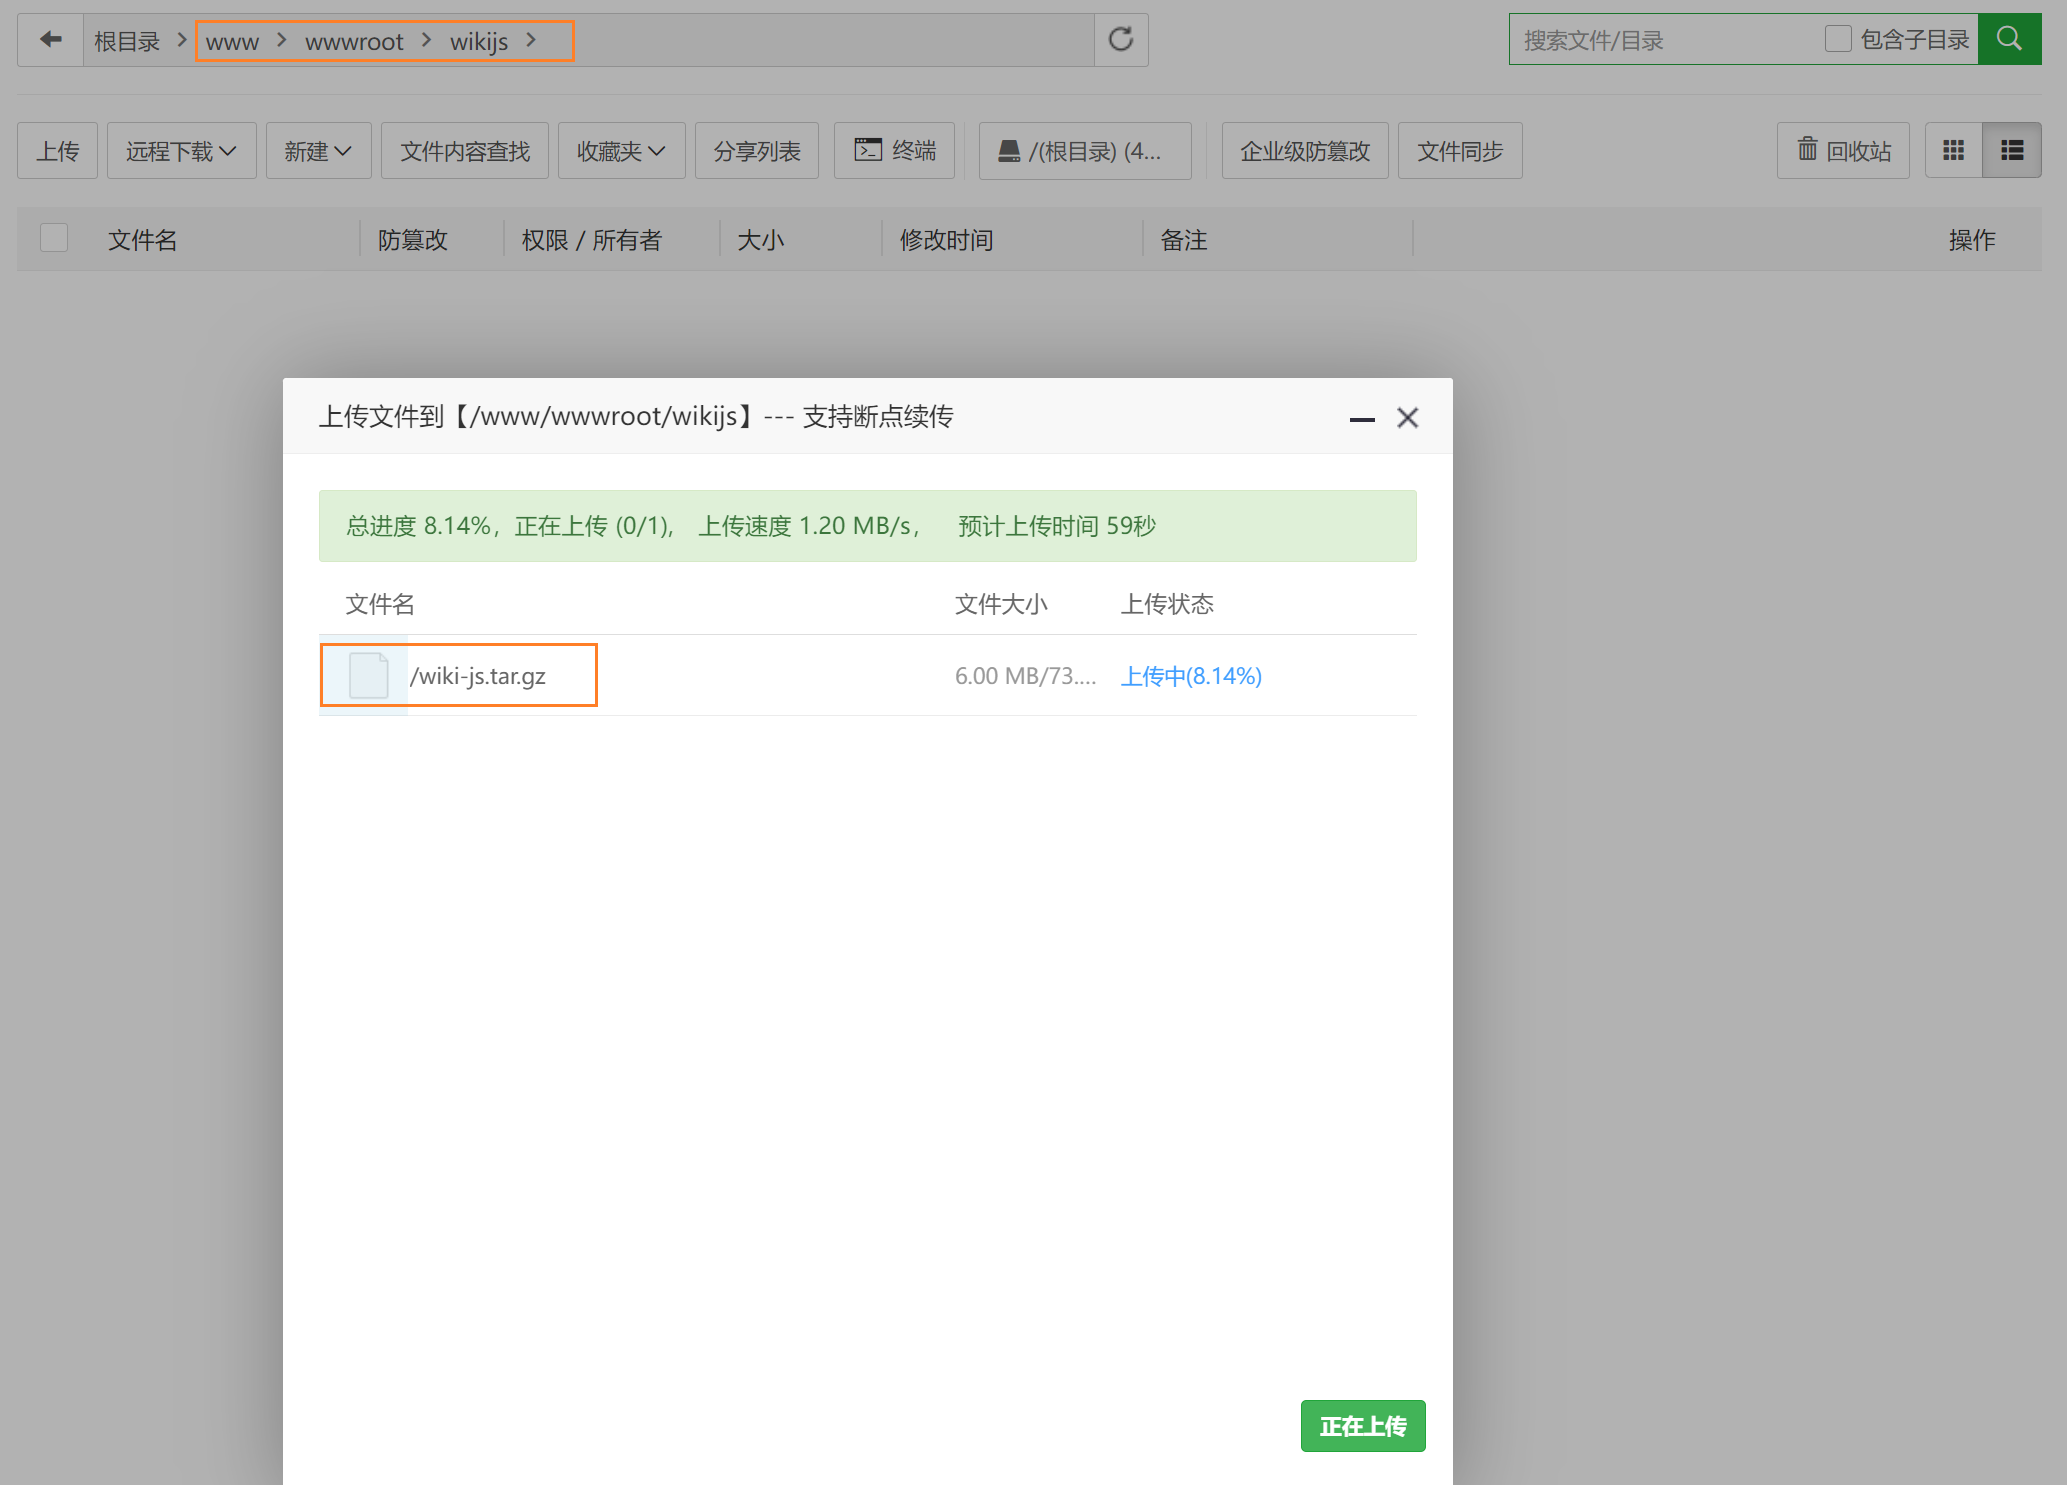 根目录 > www > wwwroot > wikijs >
搜索文件/目录 包含子目录
上传 远程下载 新建 文件内容查找 收藏夹 分享列表 终端 /(根目录) (4... 企业级防篡改 文件同步 回收站
文件名 防篡改 权限 / 所有者 大小 修改时间 备注 操作
上传文件到【/www/wwwroot/wikijs】--- 支持断点续传
总进度 8.14%，正在上传 (0/1)， 上传速度 1.20 MB/s， 预计上传时间 59秒
文件名 文件大小 上传状态
/wiki-js.tar.gz 6.00 MB/73.... 上传中(8.14%)
正在上传